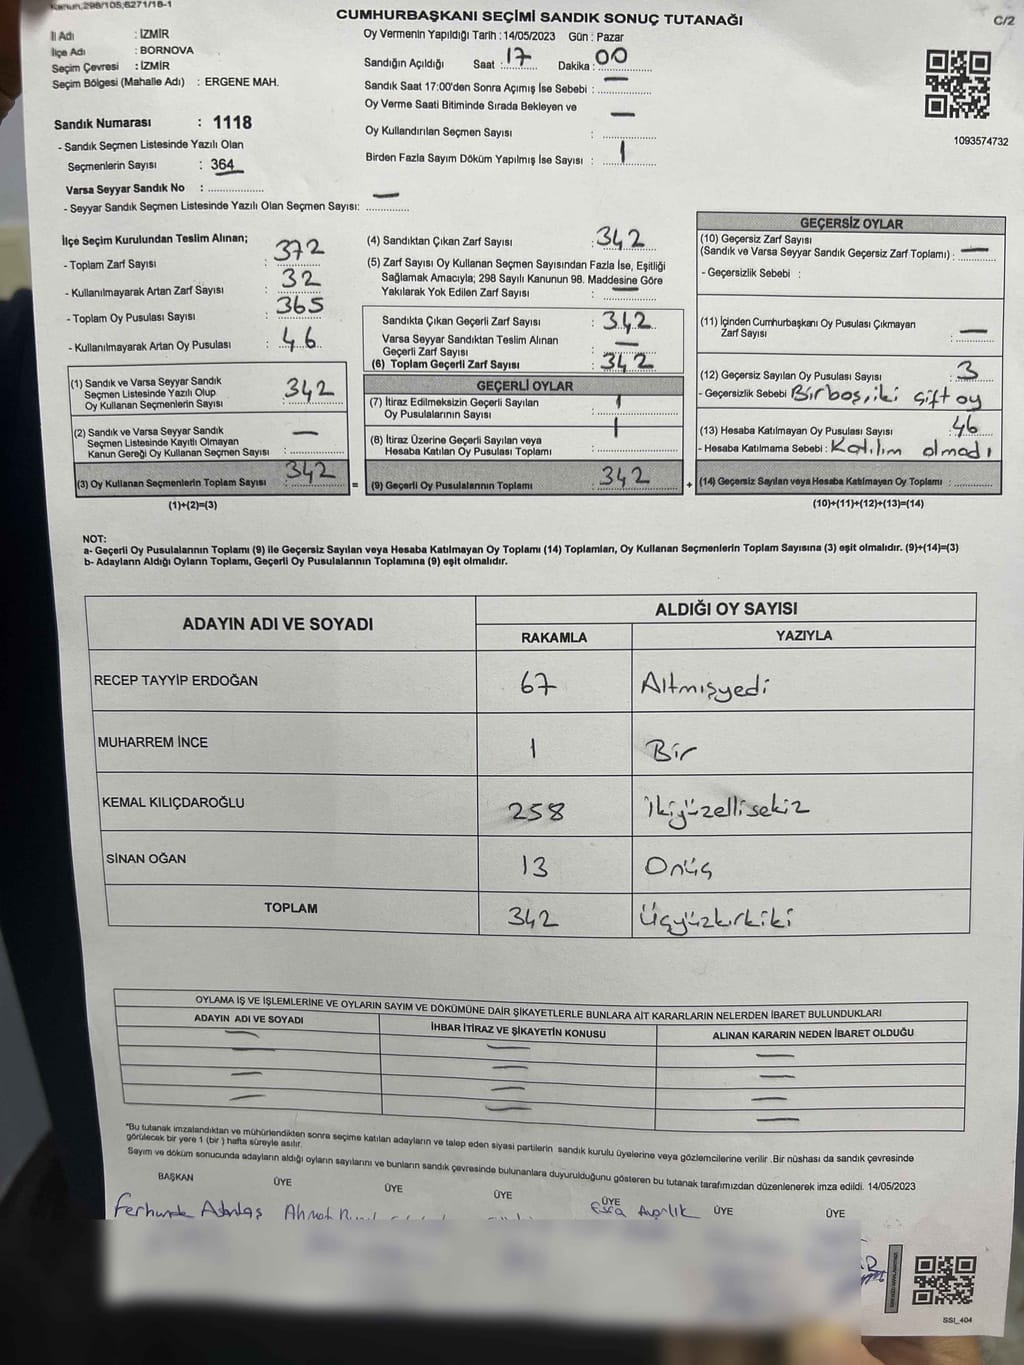 Kanun;298/105;6271/18-1
CUMHURBAŞKANI SEÇİMİ SANDIK SONUÇ TUTANAĞI
C/2
İl Adı : İZMİR
İlçe Adı : BORNOVA
Seçim Çevresi : İZMİR
Seçim Bölgesi (Mahalle Adı) : ERGENE MAH.
Oy Vermenin Yapıldığı Tarih : 14/05/2023 Gün : Pazar
Sandığın Açıldığı Saat : 17 Dakika : 00
Sandık Saat 17:00'den Sonra Açımış İse Sebebi : —
Oy Verme Saati Bitiminde Sırada Bekleyen ve
Oy Kullandırılan Seçmen Sayısı : —
Birden Fazla Sayım Döküm Yapılmış İse Sayısı : 1
1093574732
Sandık Numarası : 1118
- Sandık Seçmen Listesinde Yazılı Olan
Seçmenlerin Sayısı : 364
Varsa Seyyar Sandık No :
- Seyyar Sandık Seçmen Listesinde Yazılı Olan Seçmen Sayısı: —
İlçe Seçim Kurulundan Teslim Alınan;
- Toplam Zarf Sayısı : 372
- Kullanılmayarak Artan Zarf Sayısı : 32
- Toplam Oy Pusulası Sayısı : 365
- Kullanılmayarak Artan Oy Pusulası : 46
(1) Sandık ve Varsa Seyyar Sandık
Seçmen Listesinde Yazılı Olup
Oy Kullanan Seçmenlerin Sayısı : 342
(2) Sandık ve Varsa Seyyar Sandık
Seçmen Listesinde Kayıtlı Olmayan
Kanun Gereği Oy Kullanan Seçmen Sayısı : —
(3) Oy Kullanan Seçmenlerin Toplam Sayısı : 342
(1)+(2)=(3)
(4) Sandıktan Çıkan Zarf Sayısı : 342
(5) Zarf Sayısı Oy Kullanan Seçmen Sayısından Fazla İse, Eşitliği
Sağlamak Amacıyla; 298 Sayılı Kanunun 98. Maddesine Göre
Yakılarak Yok Edilen Zarf Sayısı : —
Sandıkta Çıkan Geçerli Zarf Sayısı : 342
Varsa Seyyar Sandıktan Teslim Alınan
Geçerli Zarf Sayısı : —
(6) Toplam Geçerli Zarf Sayısı : 342
GEÇERLİ OYLAR
(7) İtiraz Edilmeksizin Geçerli Sayılan
Oy Pusulalarının Sayısı : 1
(8) İtiraz Üzerine Geçerli Sayılan veya
Hesaba Katılan Oy Pusulası Toplamı : 1
= (9) Geçerli Oy Pusulalarının Toplamı : 342 +
GEÇERSİZ OYLAR
(10) Geçersiz Zarf Sayısı
(Sandık ve Varsa Seyyar Sandık Geçersiz Zarf Toplamı) : —
- Geçersizlik Sebebi :
(11) İçinden Cumhurbaşkanı Oy Pusulası Çıkmayan
Zarf Sayısı : —
(12) Geçersiz Sayılan Oy Pusulası Sayısı : 3
- Geçersizlik Sebebi Bir boş, iki çift oy
(13) Hesaba Katılmayan Oy Pusulası Sayısı : 46
- Hesaba Katılmama Sebebi : Katılım olmadı
(14) Geçersiz Sayılan veya Hesaba Katılmayan Oy Toplamı :
(10)+(11)+(12)+(13)=(14)
NOT:
a- Geçerli Oy Pusulalarının Toplamı (9) ile Geçersiz Sayılan veya Hesaba Katılmayan Oy Toplamı (14) Toplamları, Oy Kullanan Seçmenlerin Toplam Sayısına (3) eşit olmalıdır. (9)+(14)=(3)
b- Adayların Aldığı Oyların Toplamı, Geçerli Oy Pusulalarının Toplamına (9) eşit olmalıdır.
ADAYIN ADI VE SOYADI
ALDIĞI OY SAYISI
RAKAMLA YAZIYLA
RECEP TAYYİP ERDOĞAN 67 Altmışyedi
MUHARREM İNCE 1 Bir
KEMAL KILIÇDAROĞLU 258 İkiyüzellisekiz
SİNAN OĞAN 13 Onüç
TOPLAM 342 Üçyüzkırkiki
OYLAMA İŞ VE İŞLEMLERİNE VE OYLARIN SAYIM VE DÖKÜMÜNE DAİR ŞİKAYETLERLE BUNLARA AİT KARARLARIN NELERDEN İBARET BULUNDUKLARI
ADAYIN ADI VE SOYADI İHBAR İTİRAZ VE ŞİKAYETİN KONUSU ALINAN KARARIN NEDEN İBARET OLDUĞU
*Bu tutanak imzalandıktan ve mühürlendikten sonra seçime katılan adayların ve talep eden siyasi partilerin sandık kurulu üyelerine veya gözlemcilerine verilir .Bir nüshası da sandık çevresinde
görülecek bir yere 1 (bir ) hafta süreyle asılır.
Sayım ve döküm sonucunda adayların aldığı oyların sayılarını ve bunların sandık çevresinde bulunanlara duyurulduğunu gösteren bu tutanak tarafımızdan düzenlenerek imza edildi. 14/05/2023
BAŞKAN ÜYE ÜYE ÜYE ÜYE ÜYE ÜYE
Ahmet
Esra
SSI_404